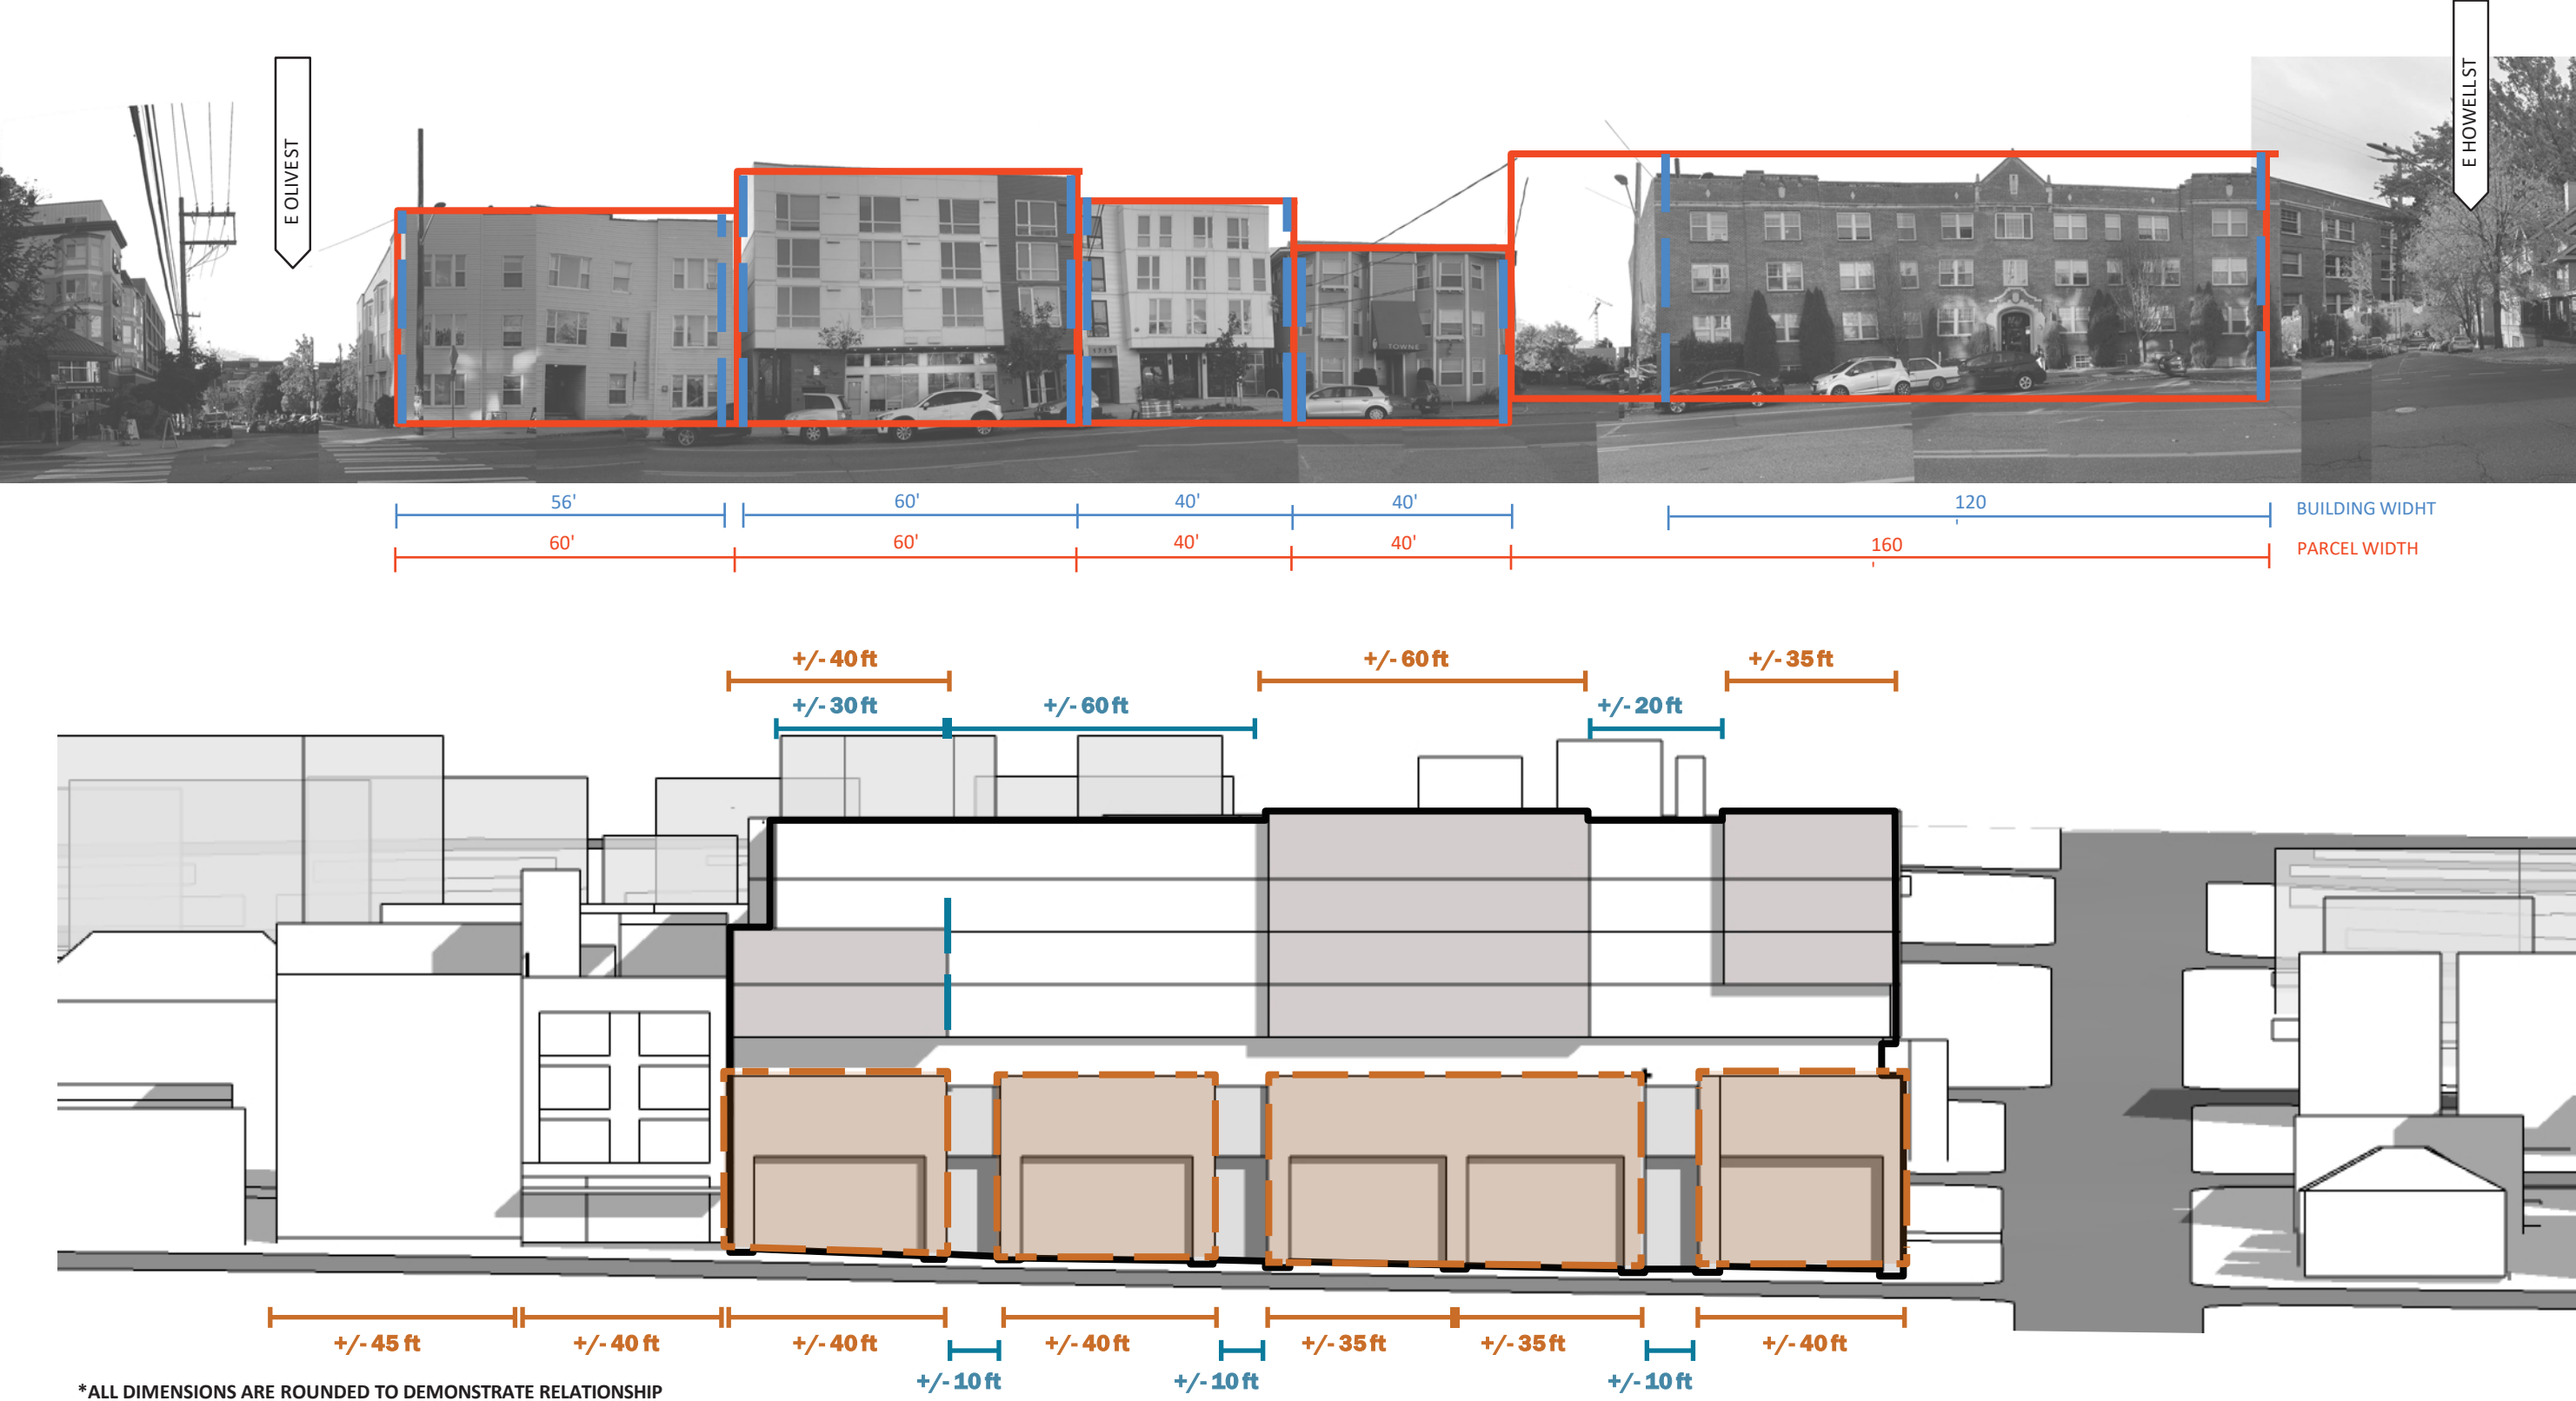 E OLIVE ST
E HOWELL ST
1715
TOWNE
56'
60'
40'
40'
120
'
BUILDING WIDHT
60'
60'
40'
40'
160
'
PARCEL WIDTH
+/- 40 ft
+/- 60 ft
+/- 35 ft
+/- 30 ft
+/- 60 ft
+/- 20 ft
+/- 45 ft
+/- 40 ft
+/- 40 ft
+/- 40 ft
+/- 35 ft
+/- 35 ft
+/- 40 ft
+/- 10 ft
+/- 10 ft
+/- 10 ft
*ALL DIMENSIONS ARE ROUNDED TO DEMONSTRATE RELATIONSHIP